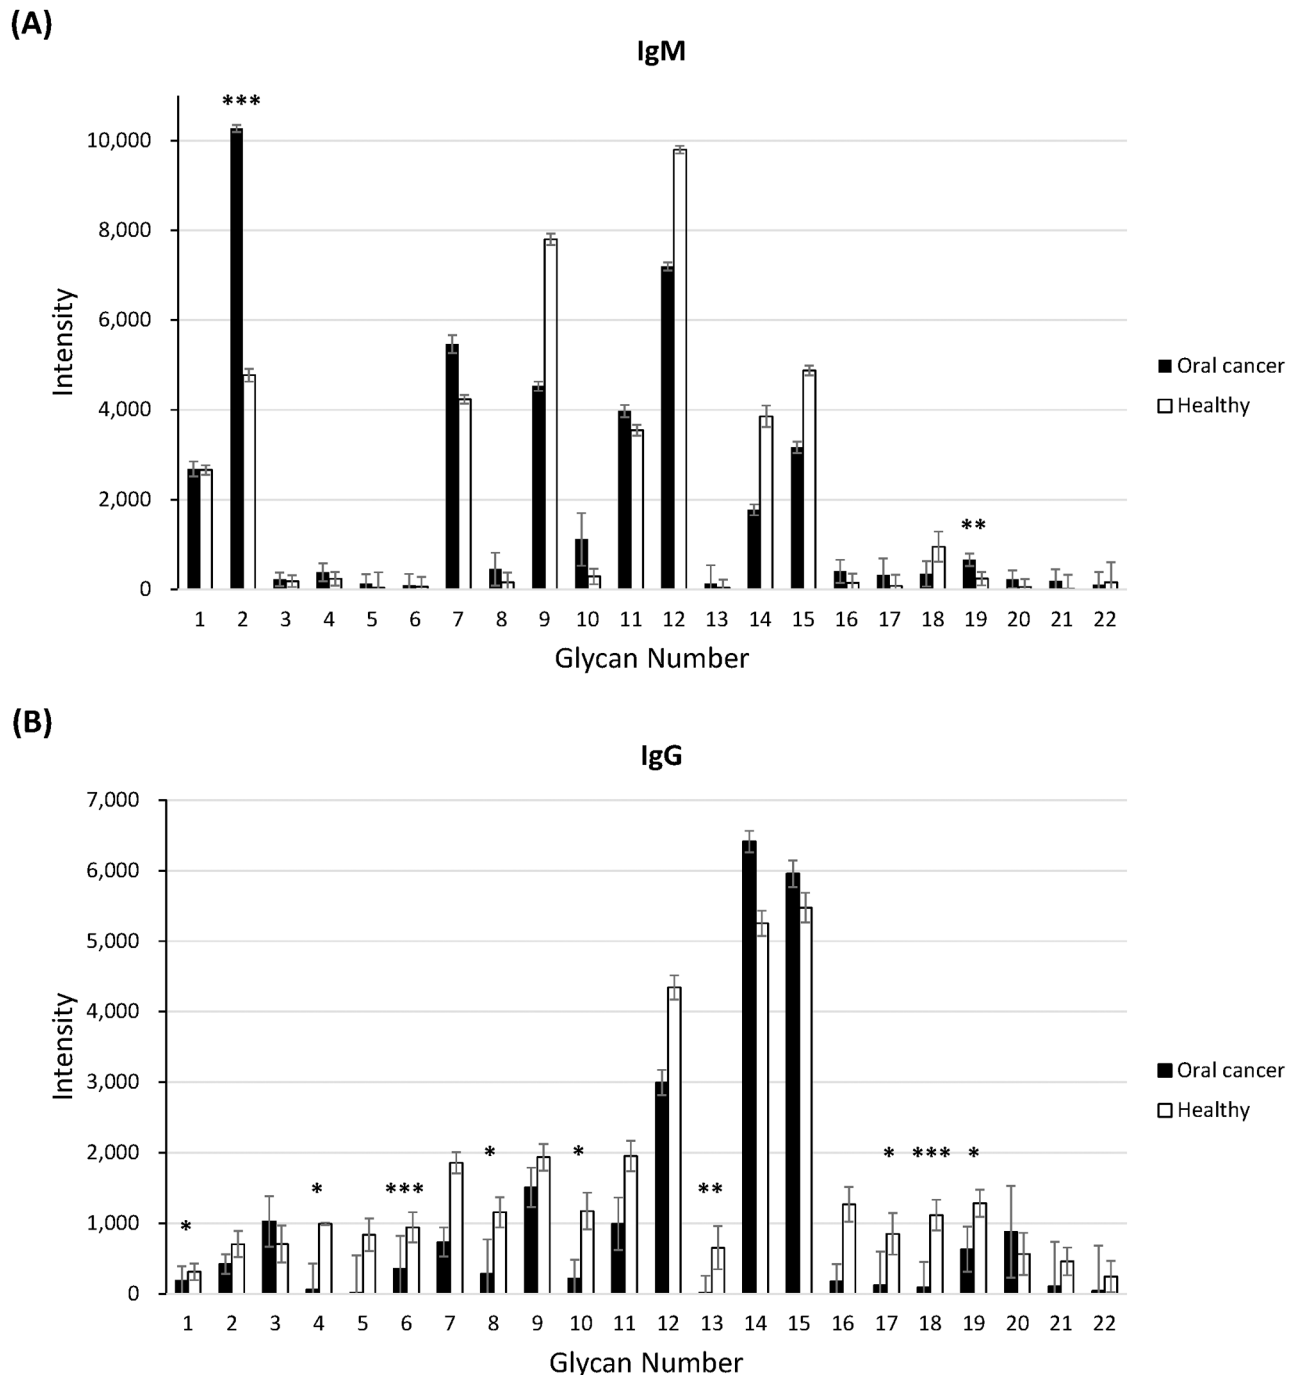 (A)
IgM
***
10,000
8,000
6,000
4,000
2,000
0
**
Intensity
Oral cancer
Healthy
1 2 3 4 5 6 7 8 9 10 11 12 13 14 15 16 17 18 19 20 21 22
Glycan Number
(B)
IgG
7,000
6,000
5,000
4,000
3,000
2,000
1,000
0
Intensity
* * *** * * ** * *** *
Oral cancer
Healthy
1 2 3 4 5 6 7 8 9 10 11 12 13 14 15 16 17 18 19 20 21 22
Glycan Number